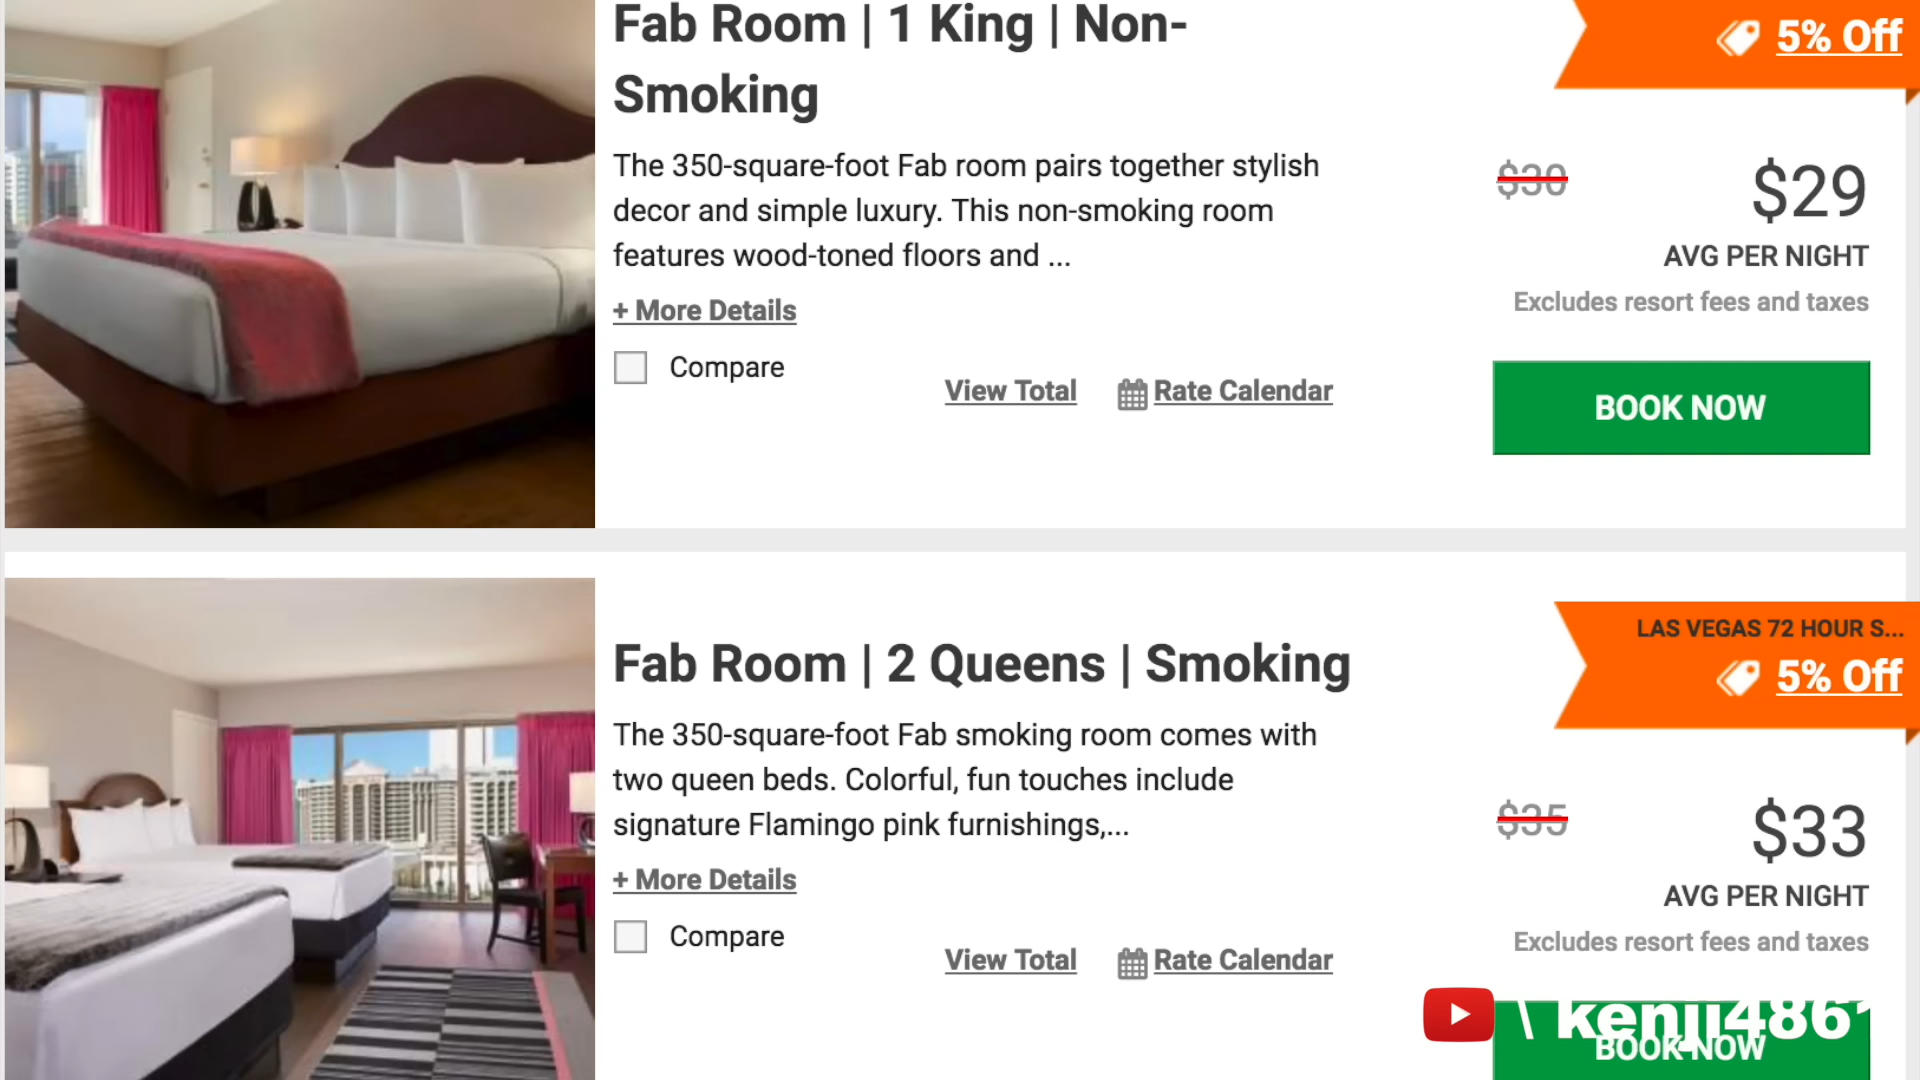 Fab Room | 1 King | Non-
Smoking
5% Off
The 350-square-foot Fab room pairs together stylish
decor and simple luxury. This non-smoking room
features wood-toned floors and ...
$30
$29
AVG PER NIGHT
Excludes resort fees and taxes
+ More Details
Compare
View Total
Rate Calendar
BOOK NOW
LAS VEGAS 72 HOUR S...
5% Off
Fab Room | 2 Queens | Smoking
The 350-square-foot Fab smoking room comes with
two queen beds. Colorful, fun touches include
signature Flamingo pink furnishings,...
$35
$33
AVG PER NIGHT
Excludes resort fees and taxes
+ More Details
Compare
View Total
Rate Calendar
\ kenji486
BOOK NOW